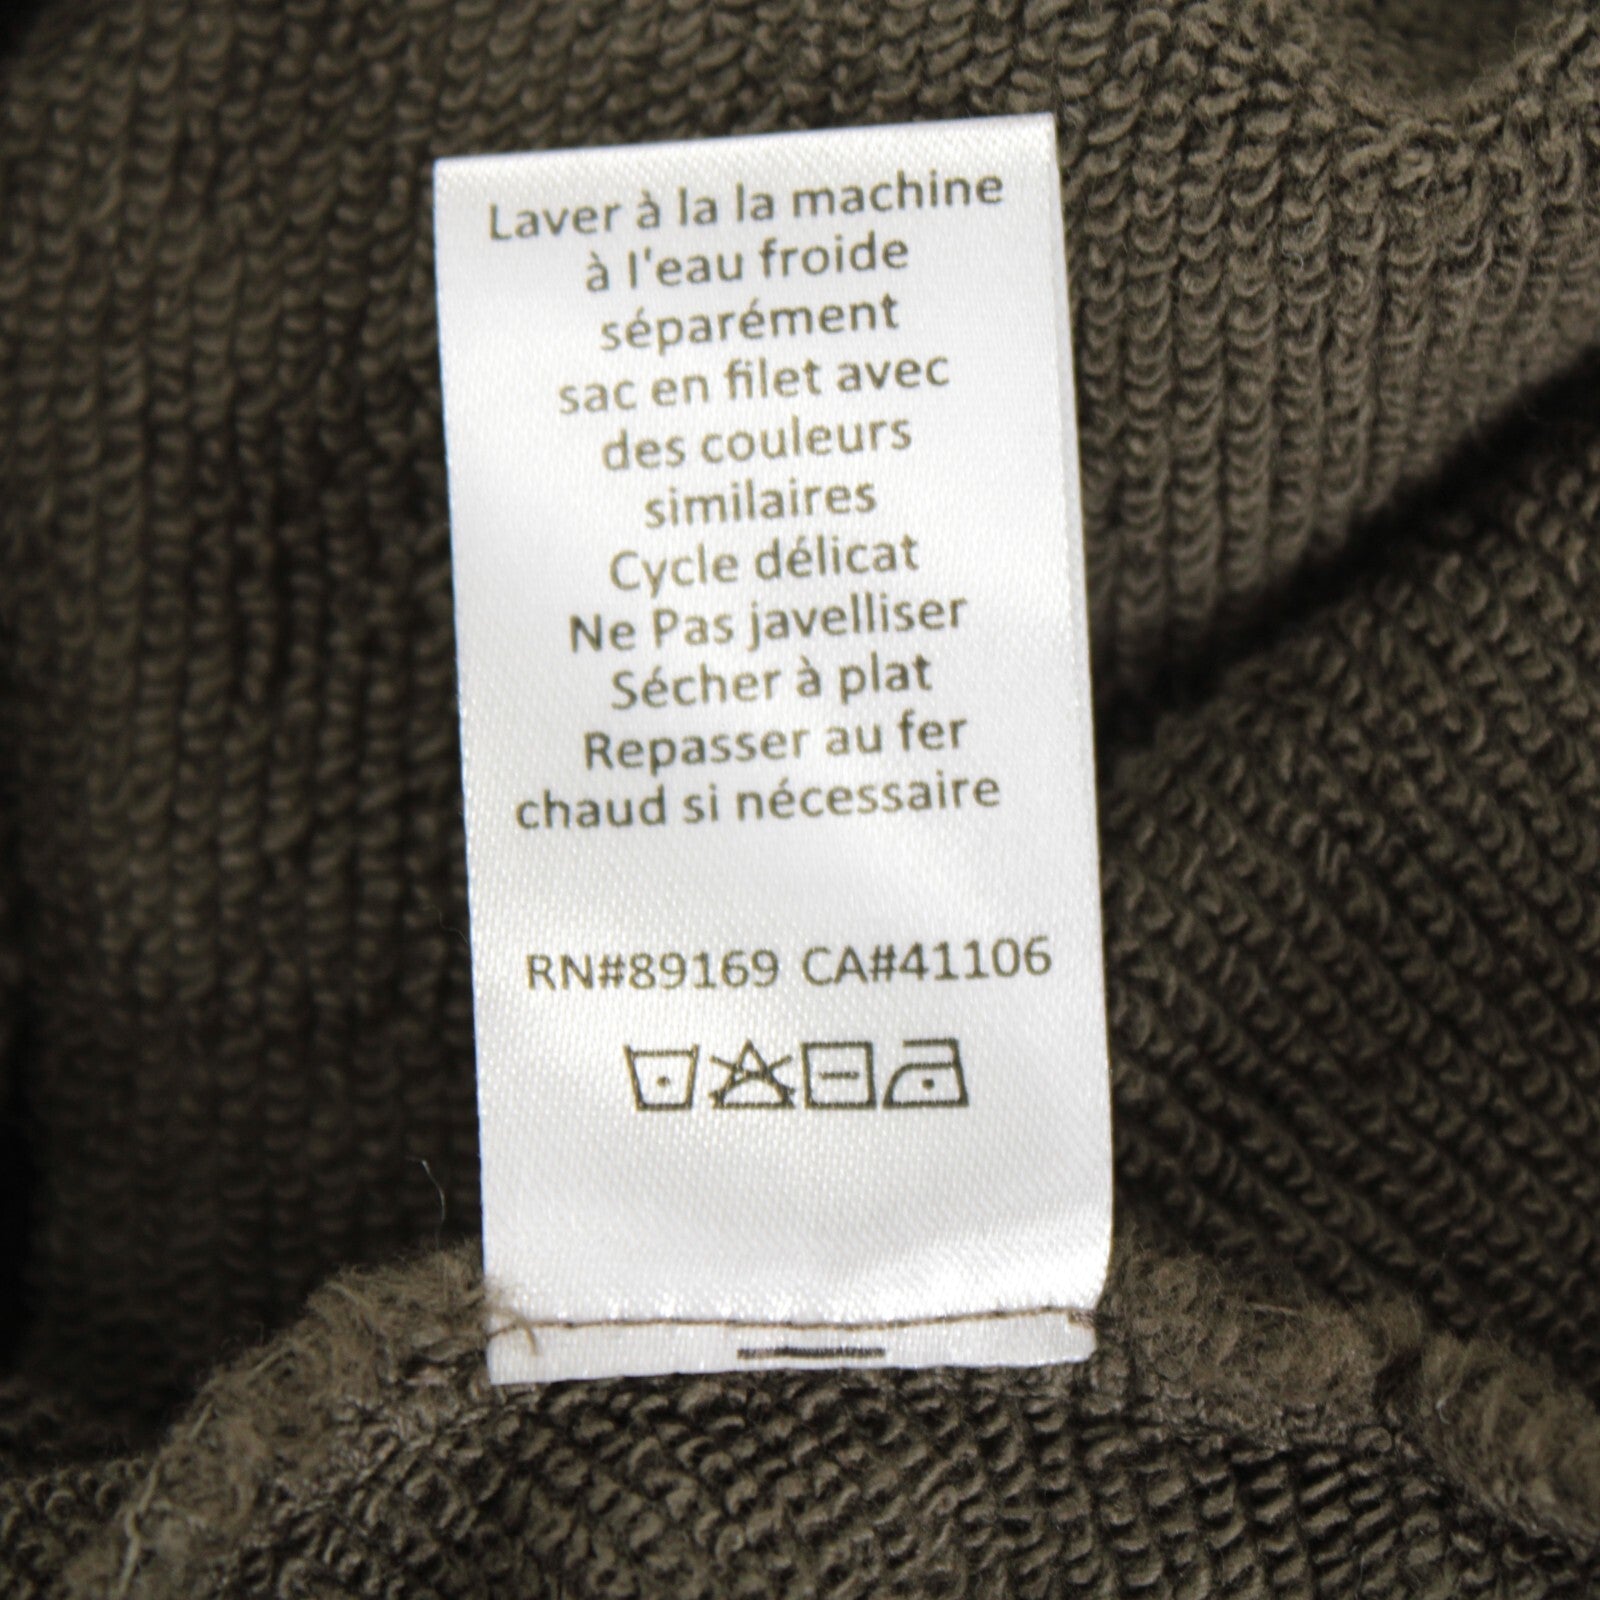 Laver à la la machine
à l'eau froide
séparément
sac en filet avec
des couleurs
similaires
Cycle délicat
Ne Pas javelliser
Sécher à plat
Repasser au fer
chaud si nécessaire
RN#89169 CA#41106